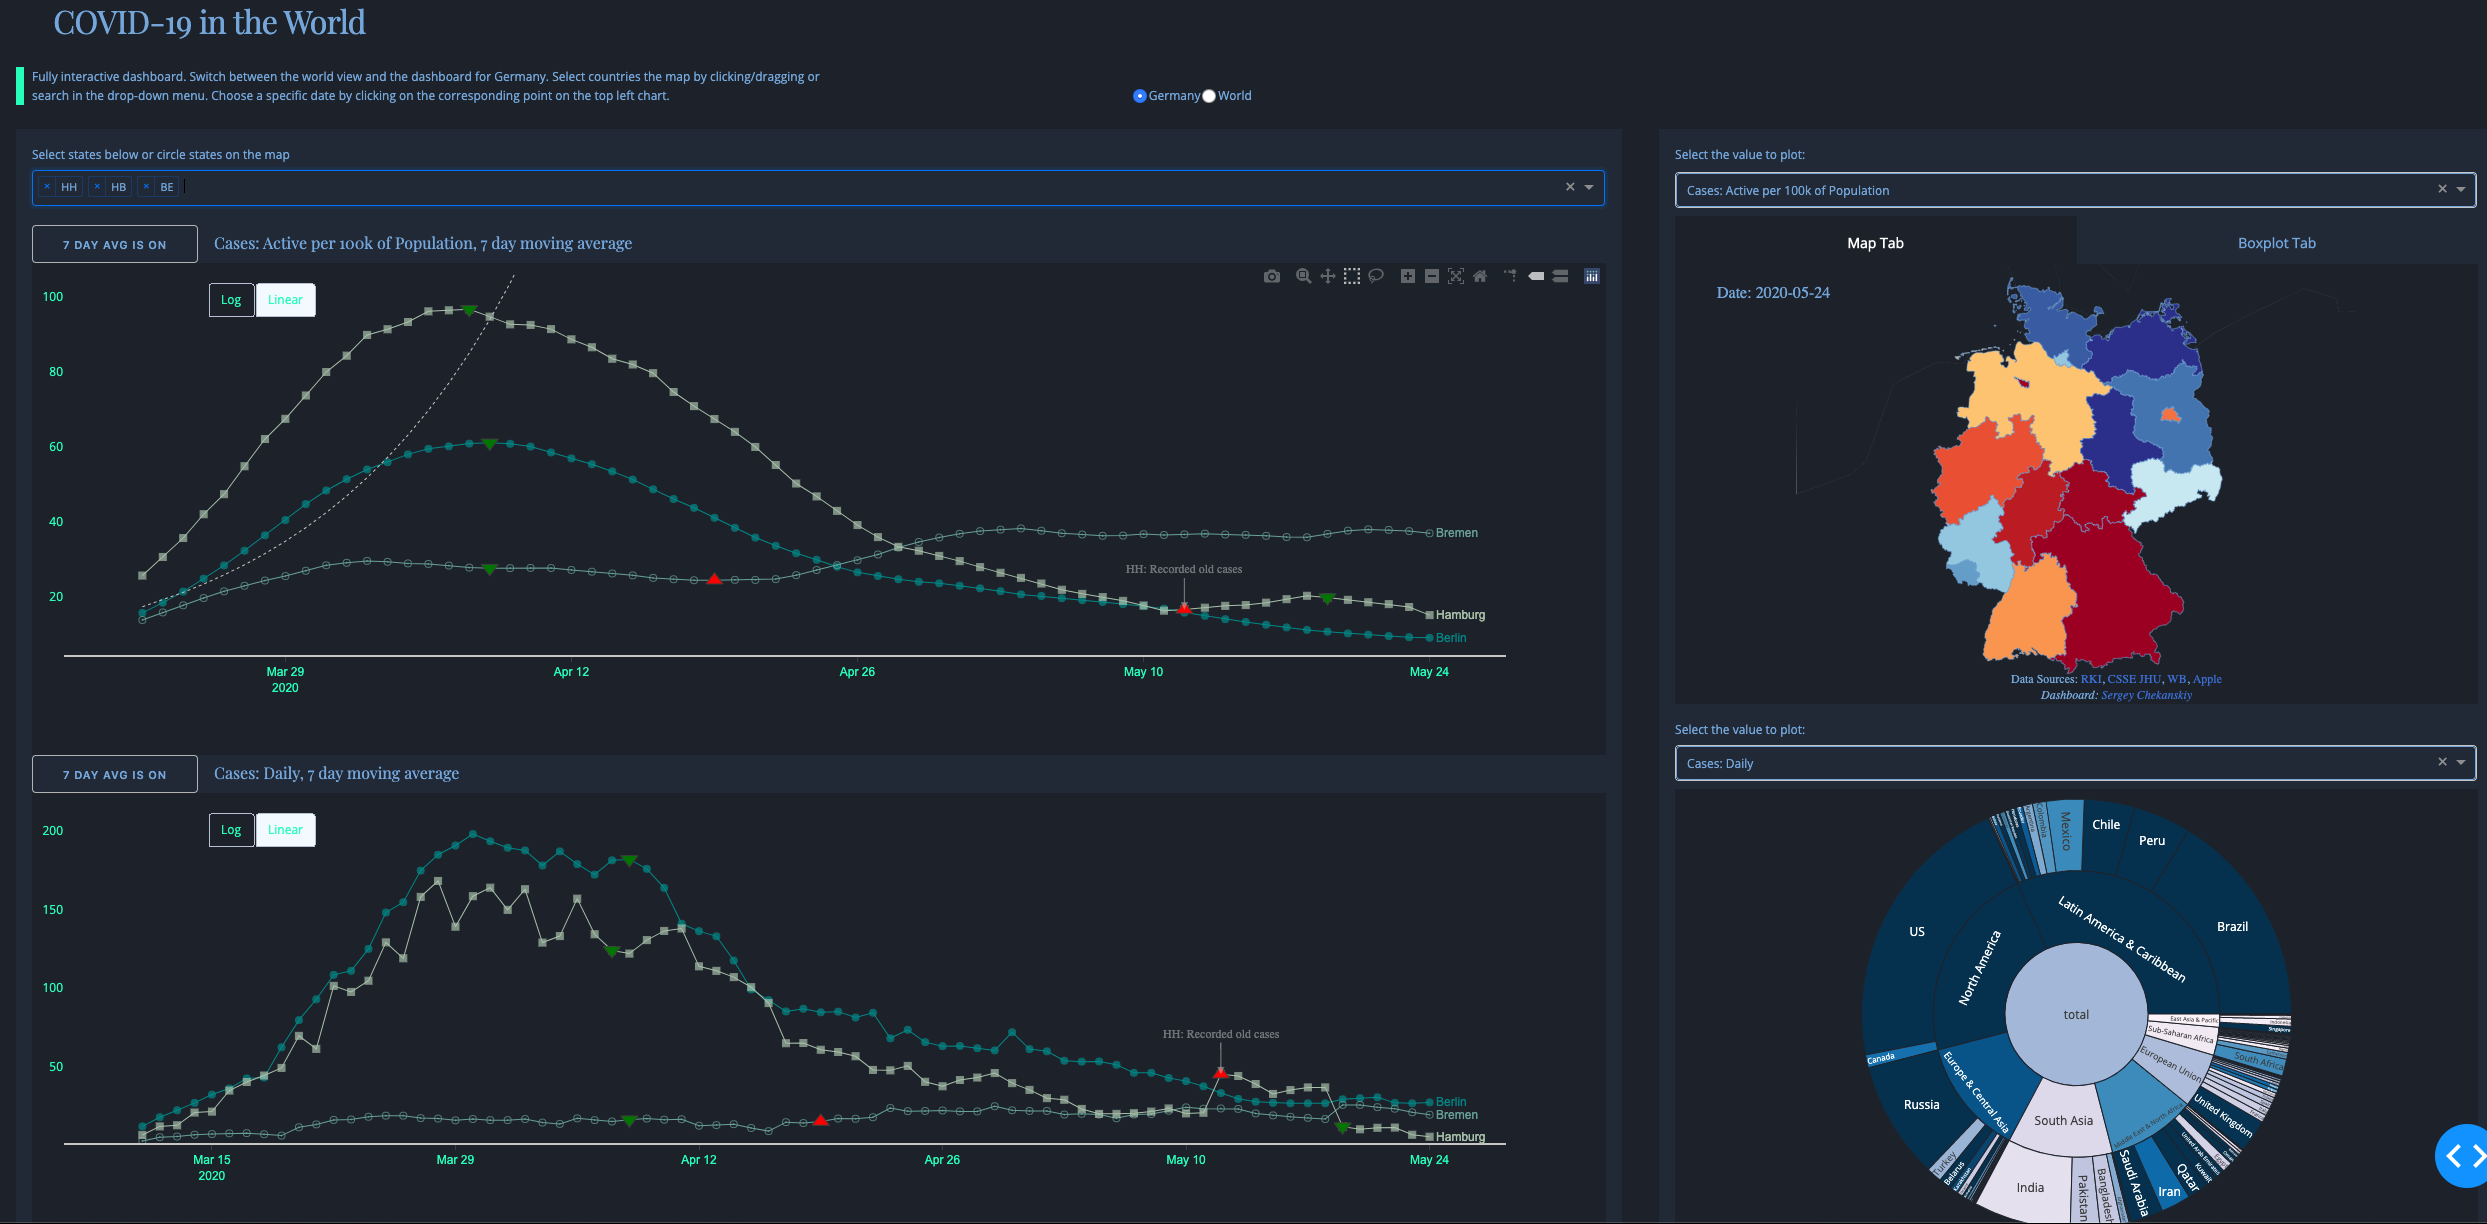 COVID-19 in the World
Fully interactive dashboard. Switch between the world view and the dashboard for Germany. Select countries the map by clicking/dragging or
search in the drop-down menu. Choose a specific date by clicking on the corresponding point on the top left chart.
Germany World
Select states below or circle states on the map
× HH × HB × BE
7 DAY AVG IS ON
Cases: Active per 100k of Population, 7 day moving average
Log Linear
100
80
60
40
20
Bremen
HH: Recorded old cases
Hamburg
Berlin
Mar 29
2020
Apr 12
Apr 26
May 10
May 24
7 DAY AVG IS ON
Cases: Daily, 7 day moving average
Log Linear
200
150
100
50
HH: Recorded old cases
Berlin
Bremen
Hamburg
Mar 15
2020
Mar 29
Apr 12
Apr 26
May 10
May 24
Select the value to plot:
Cases: Active per 100k of Population
Map Tab
Boxplot Tab
Date: 2020-05-24
Data Sources: RKI, CSSE JHU, WB, Apple
Dashboard: Sergey Chekanskiy
Select the value to plot:
Cases: Daily
total
Latin America & Caribbean
Brazil
Peru
Chile
Mexico
Colombia
North America
US
Canada
Europe & Central Asia
Russia
Turkey
Belarus
South Asia
India
Pakistan
Bangladesh
Middle East & North Africa
Saudi Arabia
Iran
Qatar
Kuwait
United Arab Emirates
European Union
United Kingdom
Sub-Saharan Africa
South Africa
East Asia & Pacific
Singapore